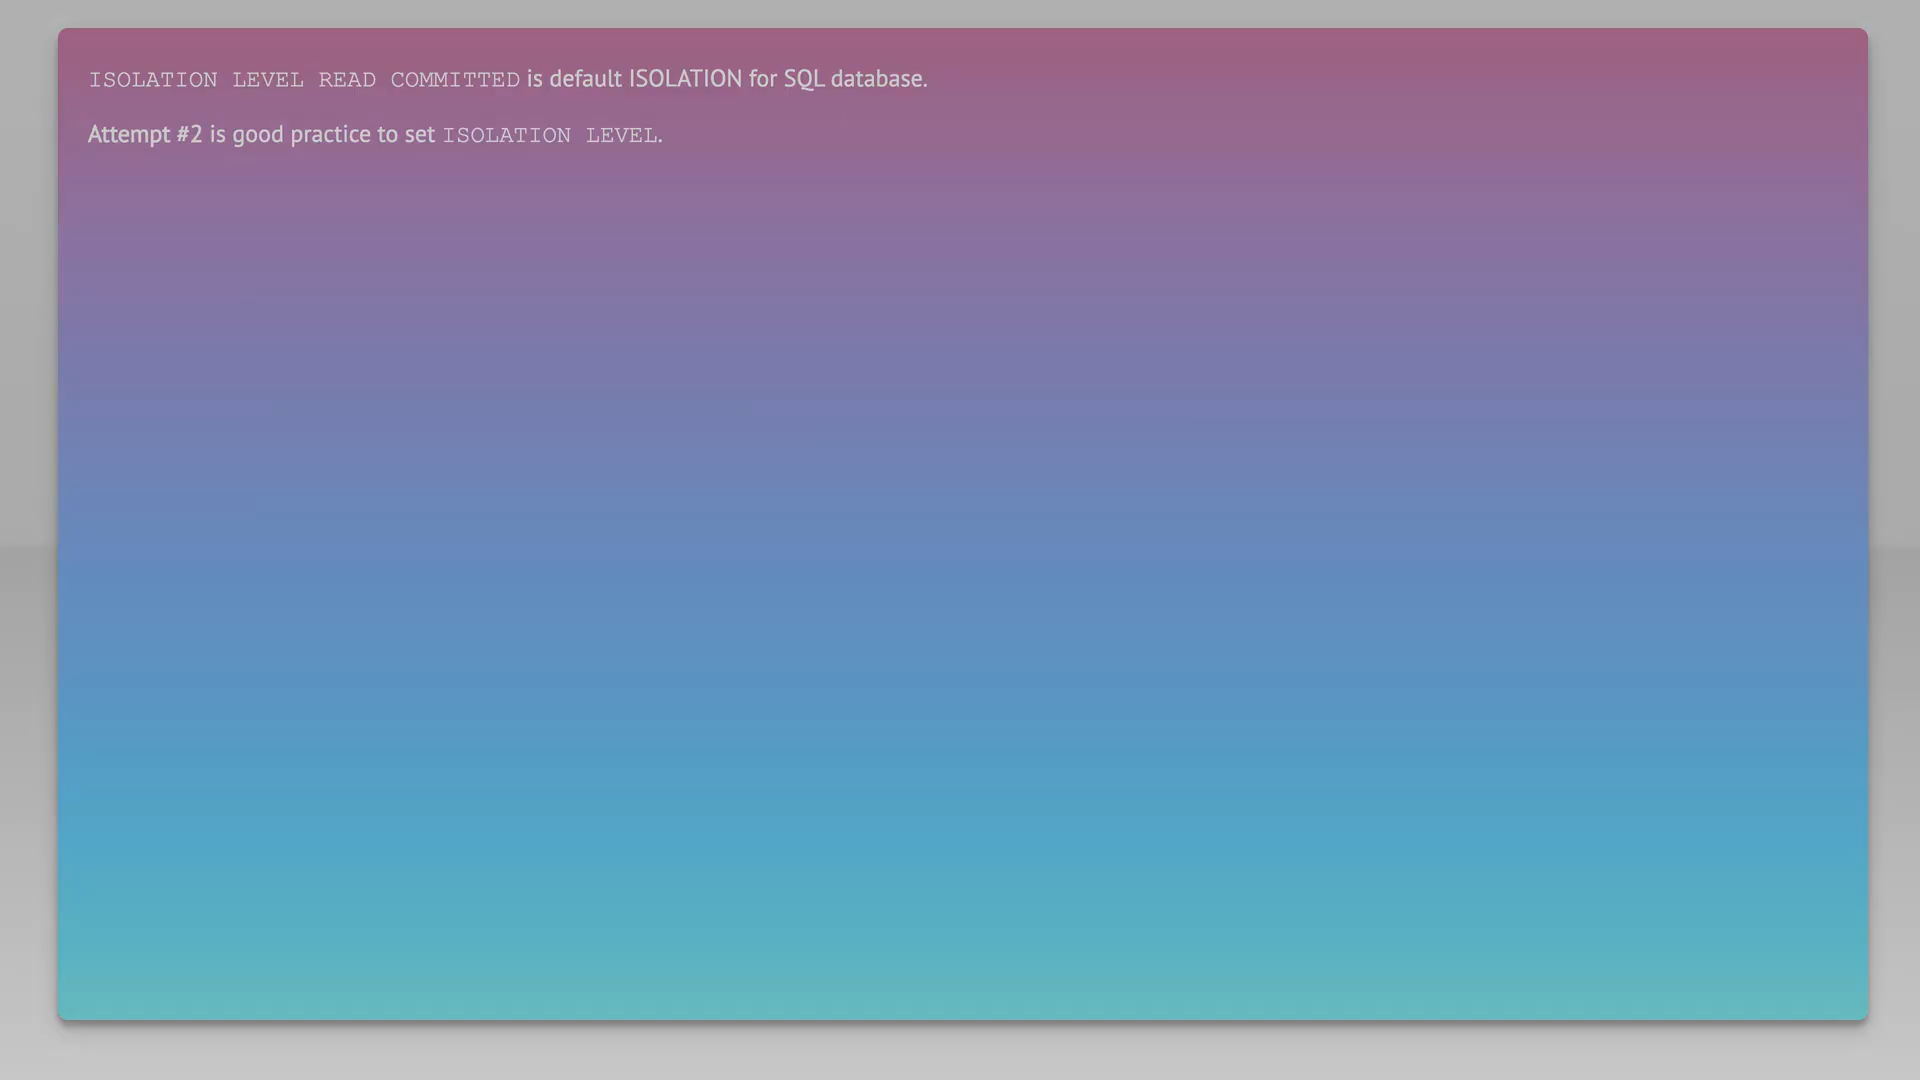 ISOLATION LEVEL READ COMMITTED is default ISOLATION for SQL database.
Attempt #2 is good practice to set ISOLATION LEVEL.